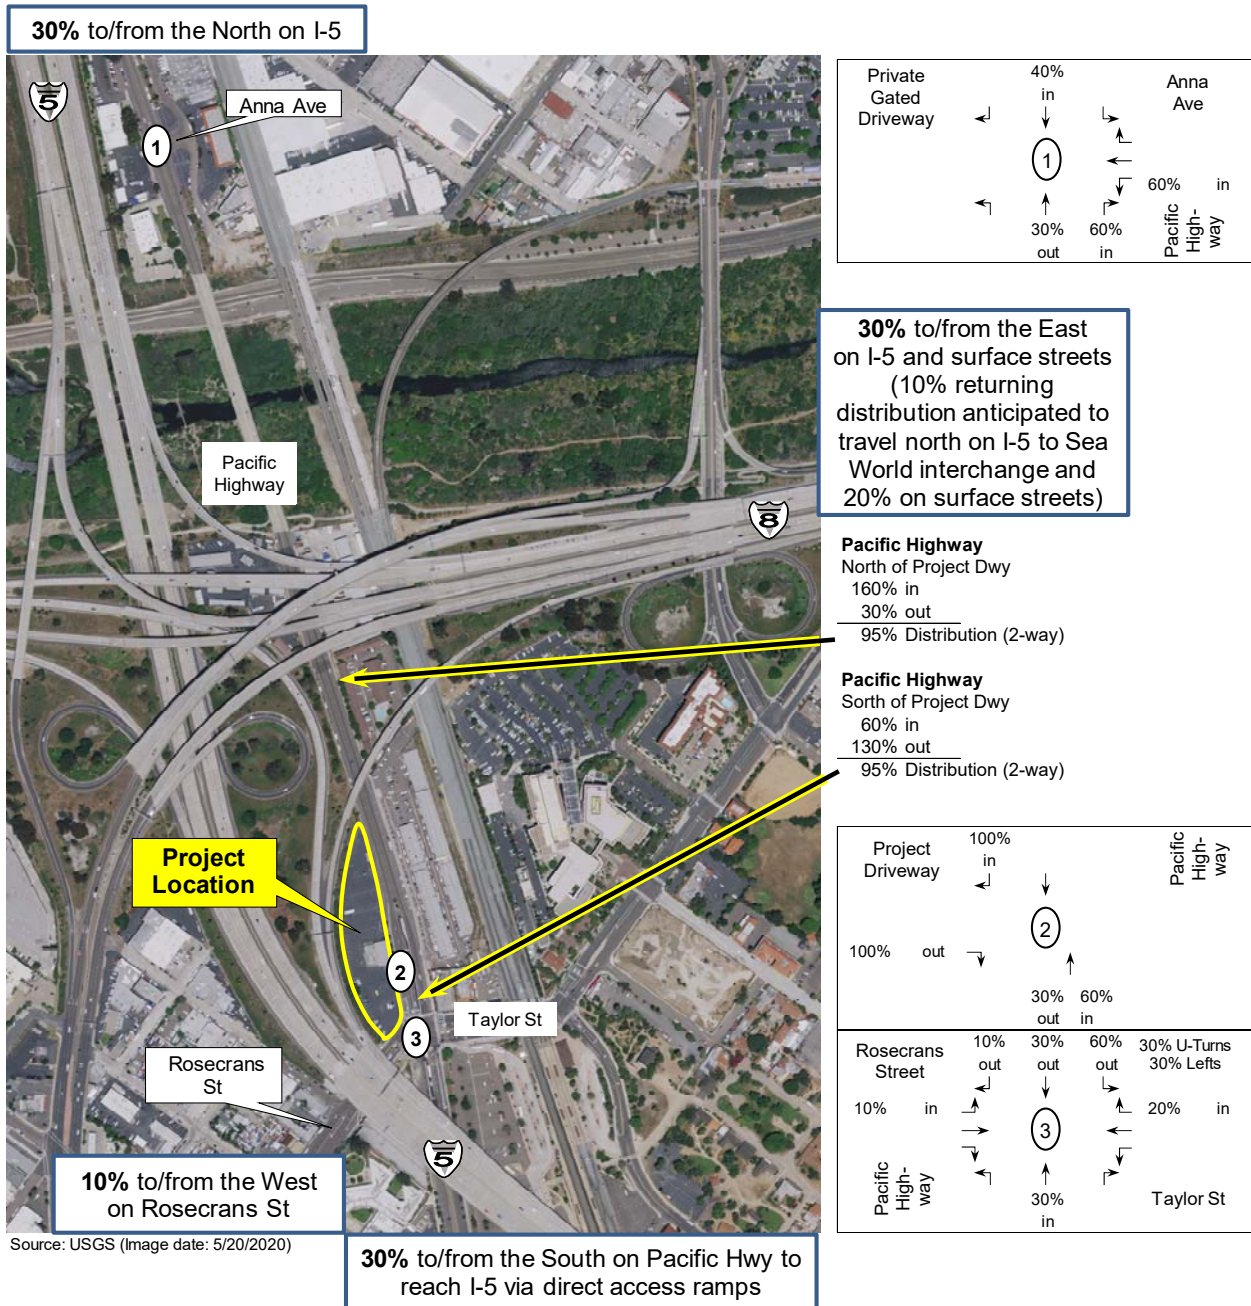 30% to/from the North on I-5
5
Anna Ave
1
Pacific
Highway
8
Project
Location
2
3
Taylor St
Rosecrans
St
5
10% to/from the West
on Rosecrans St
Source: USGS (Image date: 5/20/2020)
30% to/from the South on Pacific Hwy to
reach I-5 via direct access ramps
Private
Gated
Driveway
40%
in
Anna
Ave
1
60% in
30%
out
60%
in
Pacific
High-
way
30% to/from the East
on I-5 and surface streets
(10% returning
distribution anticipated to
travel north on I-5 to Sea
World interchange and
20% on surface streets)
Pacific Highway
North of Project Dwy
160% in
30% out
95% Distribution (2-way)
Pacific Highway
Sorth of Project Dwy
60% in
130% out
95% Distribution (2-way)
Project
Driveway
100%
in
Pacific
High-
way
2
100% out
30%
out
60%
in
Rosecrans
Street
10%
out
30%
out
60%
out
30% U-Turns
30% Lefts
10% in
3
20% in
Pacific
High-
way
30%
in
Taylor St